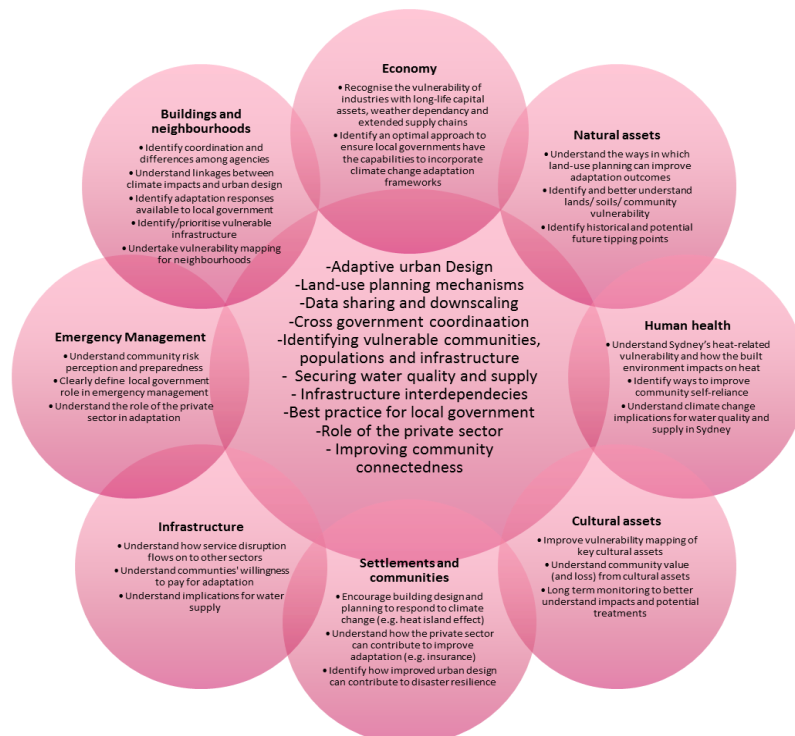 Economy
• Recognise the vulnerability of
industries with long-life capital
assets, weather dependency and
extended supply chains
• Identify an optimal approach to
ensure local governments have
the capabilities to incorporate
climate change adaptation
frameworks
Buildings and
neighbourhoods
• Identify coordination and
differences among agencies
• Understand linkages between
climate impacts and urban design
• Identify adaptation responses
available to local government
• Identify/prioritise vulnerable
infrastructure
• Undertake vulnerability mapping
for neighbourhoods
Natural assets
• Understand the ways in which
land-use planning can improve
adaptation outcomes
• Identify and better understand
lands/ soils/ community
vulnerability
• Identify historical and potential
future tipping points
-Adaptive urban Design
-Land-use planning mechanisms
-Data sharing and downscaling
-Cross government coordinaation
-Identifying vulnerable communities,
populations and infrastructure
- Securing water quality and supply
- Infrastructure interdependecies
-Best practice for local government
-Role of the private sector
- Improving community
connectedness
Emergency Management
• Understand community risk
perception and preparedness
• Clearly define local government
role in emergency management
• Understand the role of the private
sector in adaptation
Human health
• Understand Sydney's heat-related
vulnerability and how the built
environment impacts on heat
• Identify ways to improve
community self-reliance
• Understand climate change
implications for water quality and
supply in Sydney
Infrastructure
• Understand how service disruption
flows on to other sectors
• Understand communties' willingness
to pay for adaptation
• Understand implications for water
supply
Settlements and
communities
• Encourage building design and
planning to respond to climate
change (e.g. heat island effect)
• Understand how the private sector
can contribute to improve
adaptation (e.g. insurance)
• Identify how improved urban design
can contribute to disaster resilience
Cultural assets
• Improve vulnerability mapping of
key cultural assets
• Understand community value
(and loss) from cultural assets
• Long term monitoring to better
understand impacts and potential
treatments